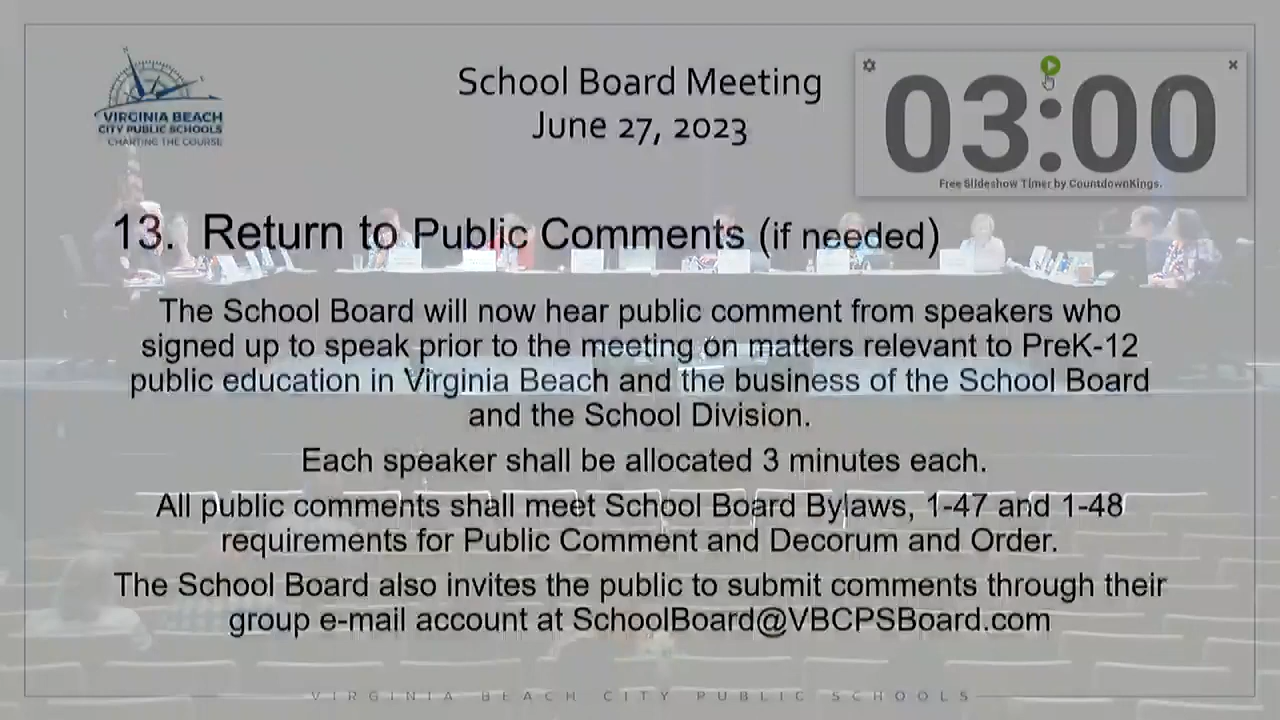 VIRGINIA BEACH
CITY PUBLIC SCHOOLS
CHARTING THE COURSE
School Board Meeting
June 27, 2023
03:00
Free Slideshow Timer by CountdownKings.
13. Return to Public Comments (if needed)
The School Board will now hear public comment from speakers who
signed up to speak prior to the meeting on matters relevant to PreK-12
public education in Virginia Beach and the business of the School Board
and the School Division.
Each speaker shall be allocated 3 minutes each.
All public comments shall meet School Board Bylaws, 1-47 and 1-48
requirements for Public Comment and Decorum and Order.
The School Board also invites the public to submit comments through their
group e-mail account at SchoolBoard@VBCPSBoard.com
VIRGINIA BEACH CITY PUBLIC SCHOOLS